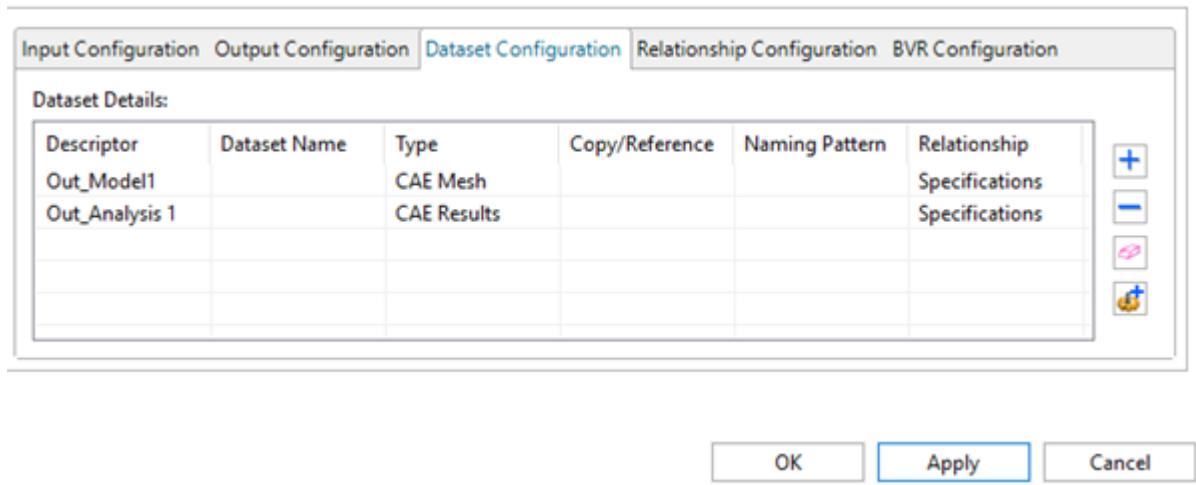 Input Configuration Output Configuration Dataset Configuration Relationship Configuration BVR Configuration
Dataset Details:
Descriptor Dataset Name Type Copy/Reference Naming Pattern Relationship
Out_Model1 CAE Mesh Specifications
Out_Analysis 1 CAE Results Specifications
OK Apply Cancel